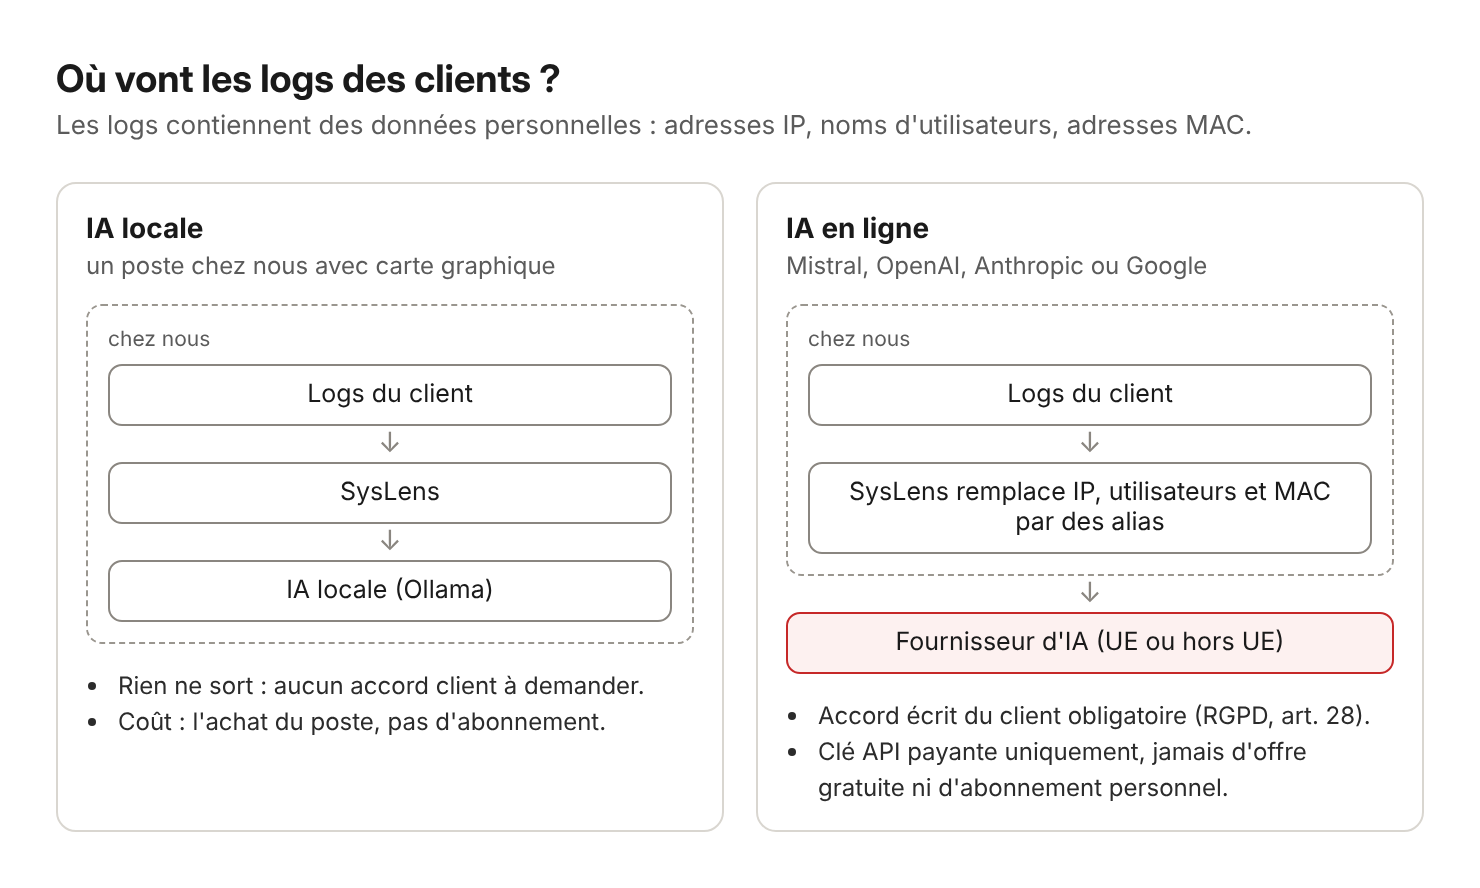 Où vont les logs des clients ?
Les logs contiennent des données personnelles : adresses IP, noms d'utilisateurs, adresses MAC.
IA locale
un poste chez nous avec carte graphique
chez nous
Logs du client
↓
SysLens
↓
IA locale (Ollama)
• Rien ne sort : aucun accord client à demander.
• Coût : l'achat du poste, pas d'abonnement.
IA en ligne
Mistral, OpenAI, Anthropic ou Google
chez nous
Logs du client
↓
SysLens remplace IP, utilisateurs et MAC
par des alias
↓
Fournisseur d'IA (UE ou hors UE)
• Accord écrit du client obligatoire (RGPD, art. 28).
• Clé API payante uniquement, jamais d'offre
gratuite ni d'abonnement personnel.